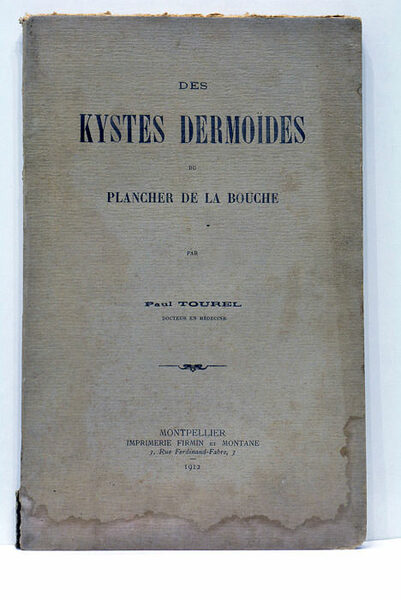 DES
KYSTES DERMOÏDES
DU
PLANCHER DE LA BOUCHE
PAR
Paul TOUREL
DOCTEUR EN MÉDECINE
MONTPELLIER
IMPRIMERIE FIRMIN ET MONTANE
3, Rue Ferdinand-Fabre, 3
1912